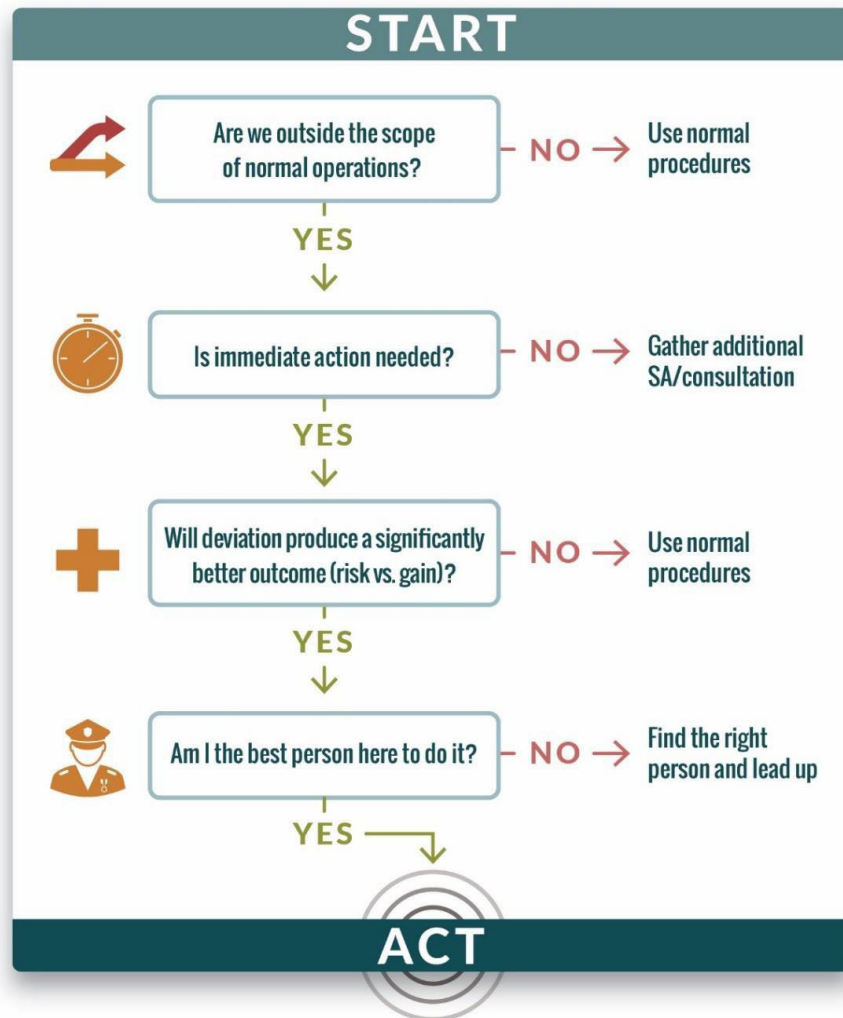 START
Are we outside the scope
of normal operations?
NO
Use normal
procedures
YES
Is immediate action needed?
NO
Gather additional
SA/consultation
YES
Will deviation produce a significantly
better outcome (risk vs. gain)?
NO
Use normal
procedures
YES
Am I the best person here to do it?
NO
Find the right
person and lead up
YES
ACT